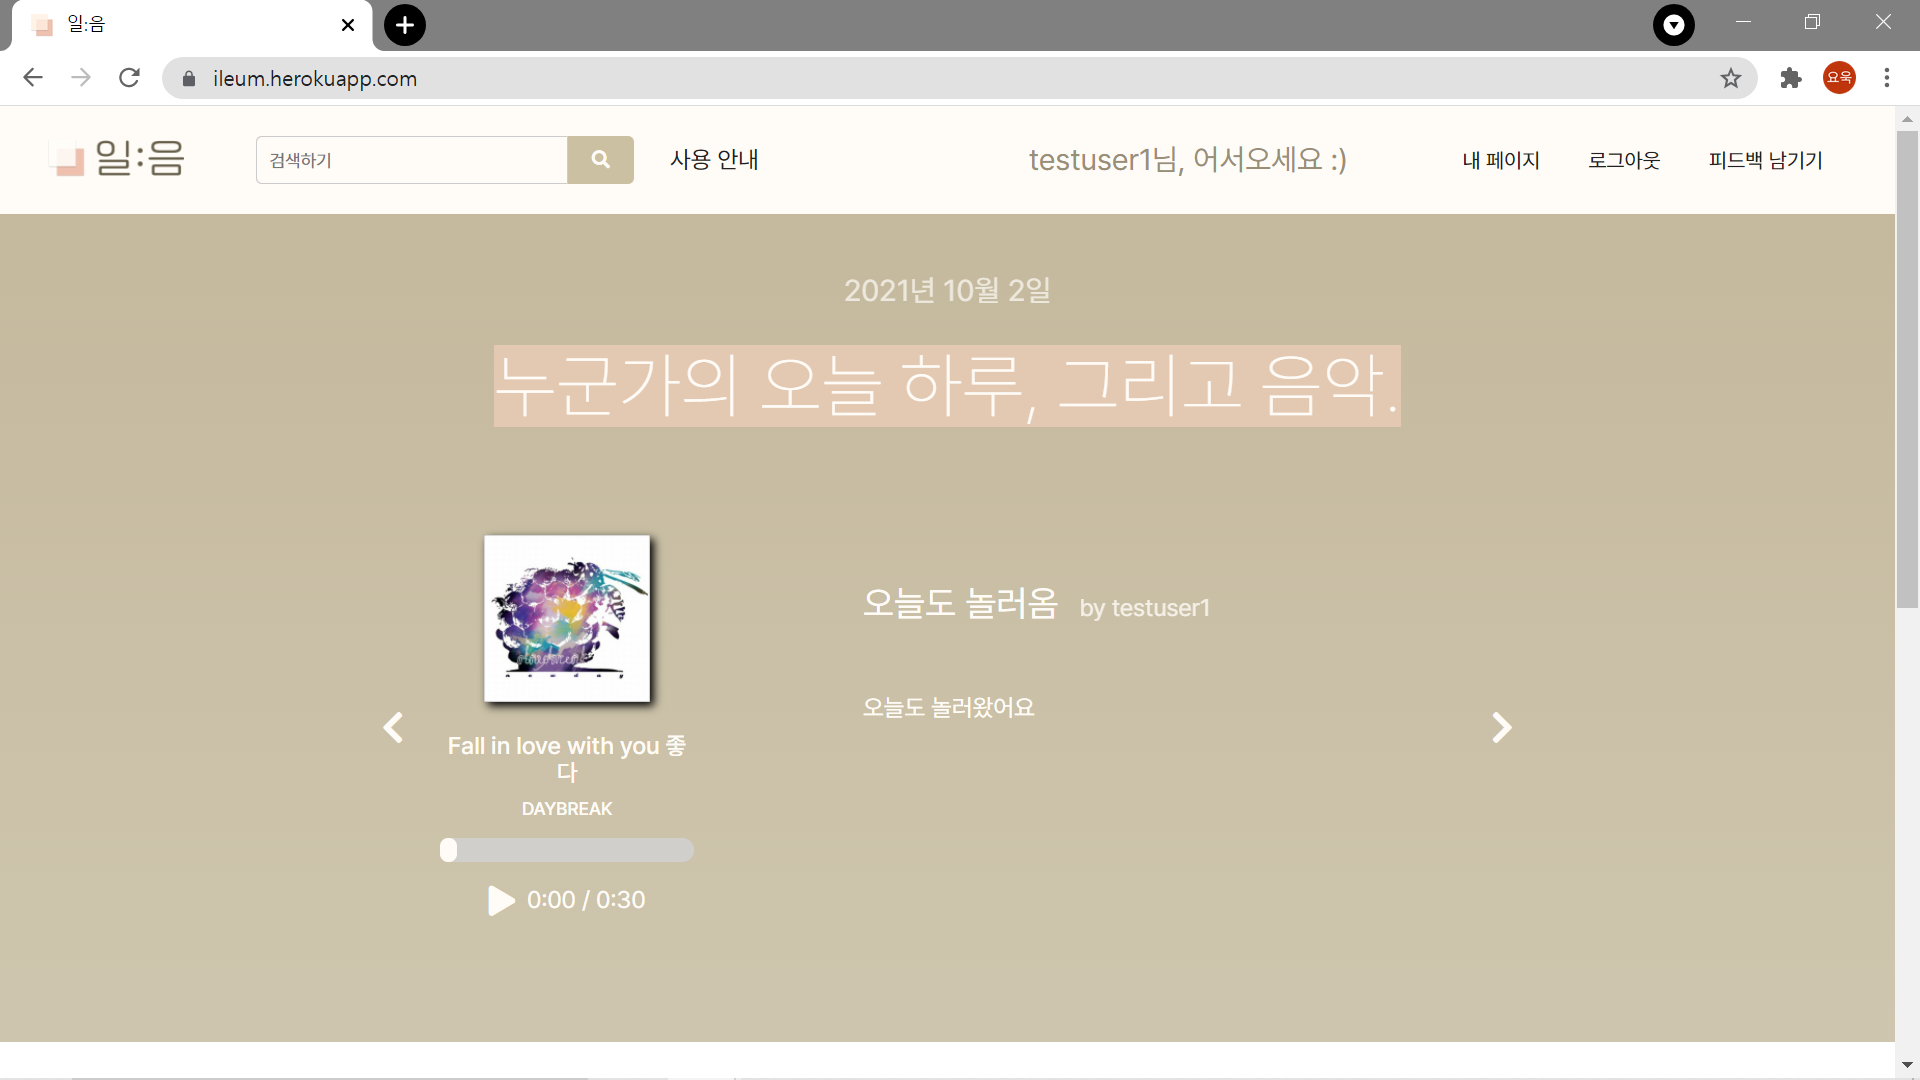 일:음
ileum.herokuapp.com
요욱
일:음
검색하기
사용 안내
testuser1님, 어서오세요 :)
내 페이지
로그아웃
피드백 남기기
2021년 10월 2일
누군가의 오늘 하루, 그리고 음악.
오늘도 놀러옴 by testuser1
오늘도 놀러왔어요
Fall in love with you 좋
다
DAYBREAK
0:00 / 0:30